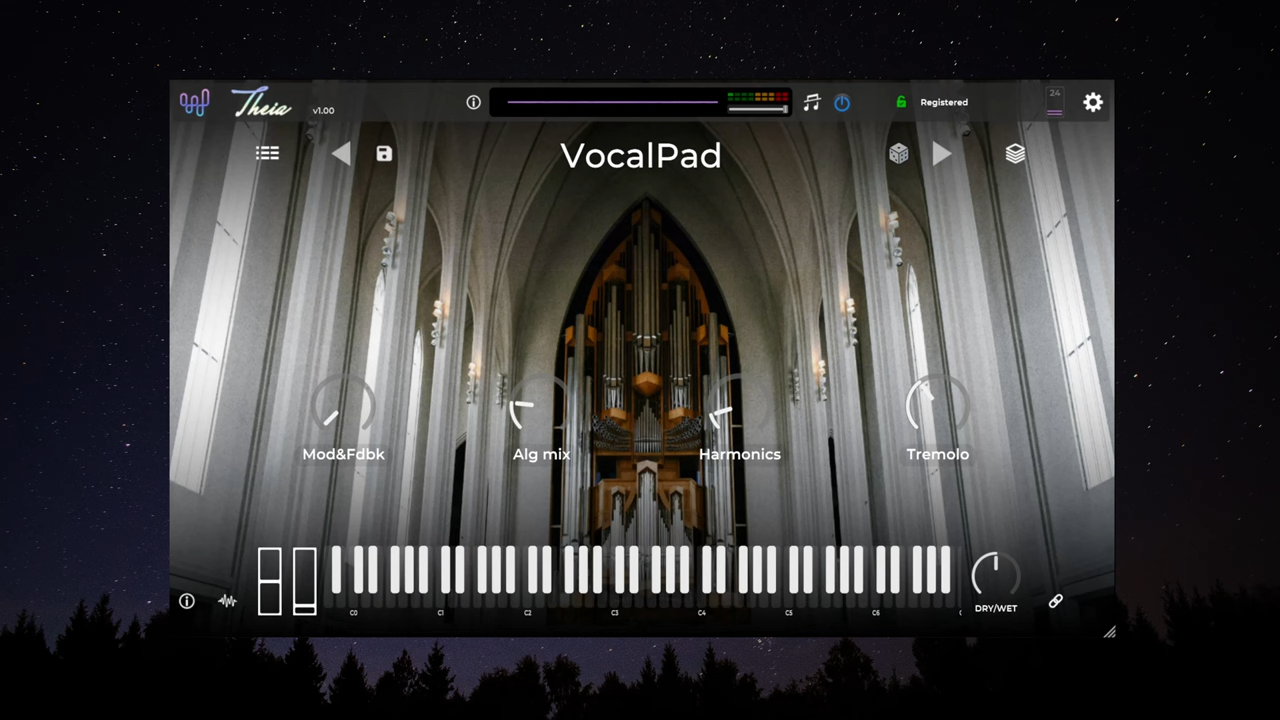 Theia
v1.00
Registered
24
VocalPad
Mod&Fdbk
Alg mix
Harmonics
Tremolo
C0
C1
C2
C3
C4
C5
C6
DRY/WET